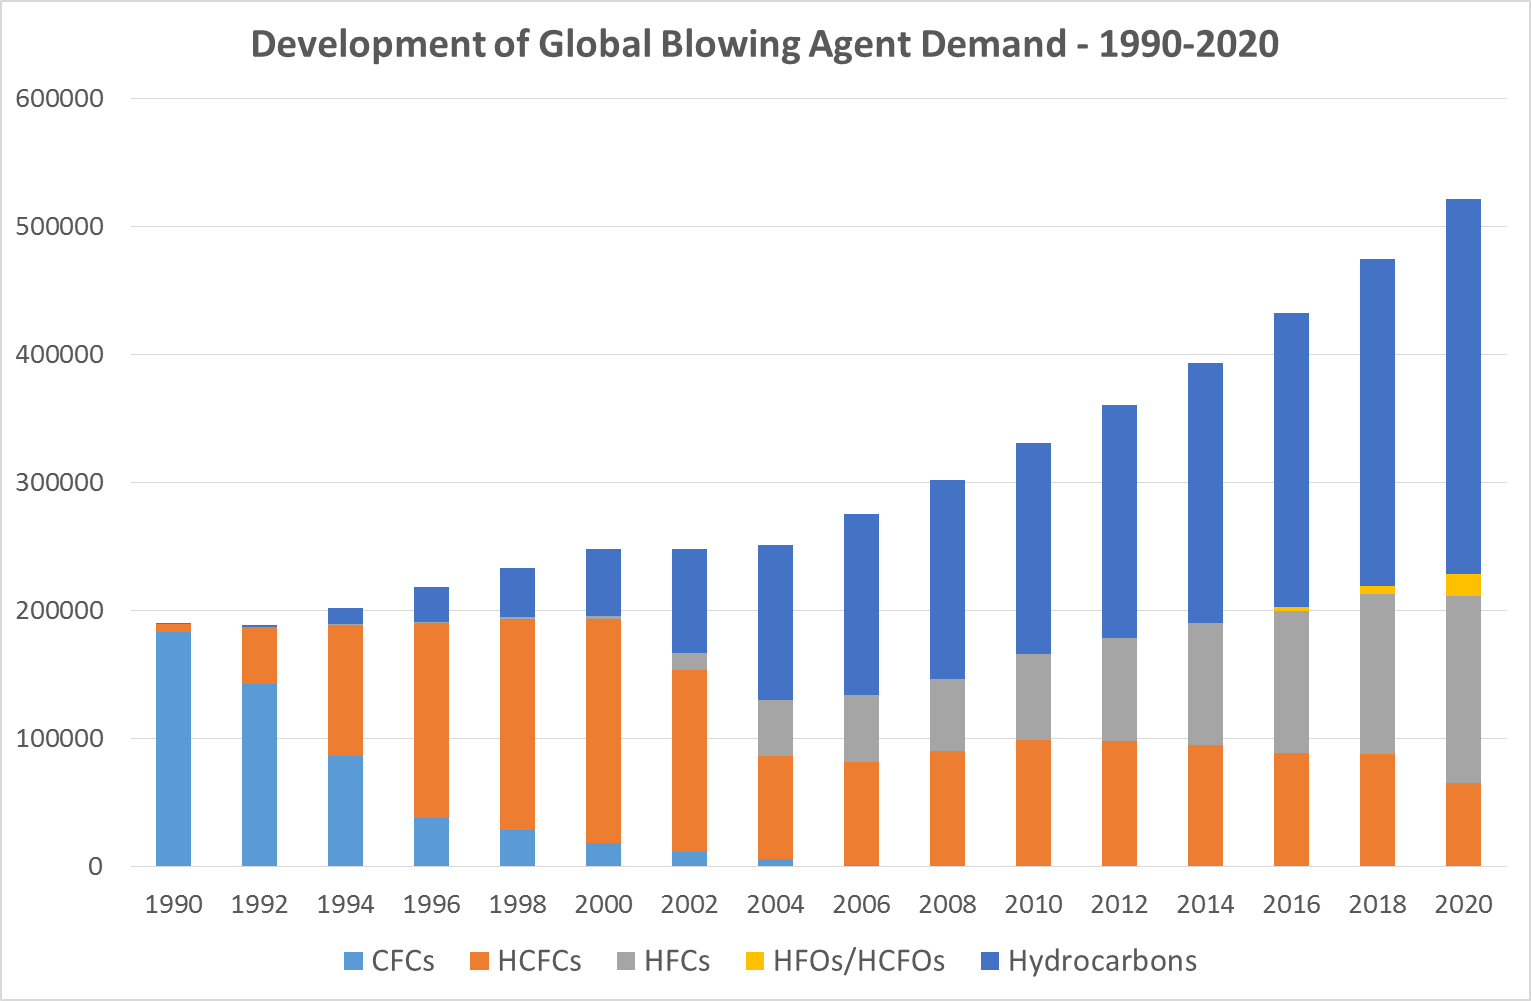 Development of Global Blowing Agent Demand - 1990-2020
600000
500000
400000
300000
200000
100000
0
1990 1992 1994 1996 1998 2000 2002 2004 2006 2008 2010 2012 2014 2016 2018 2020
CFCs HCFCs HFCs HFOs/HCFOs Hydrocarbons